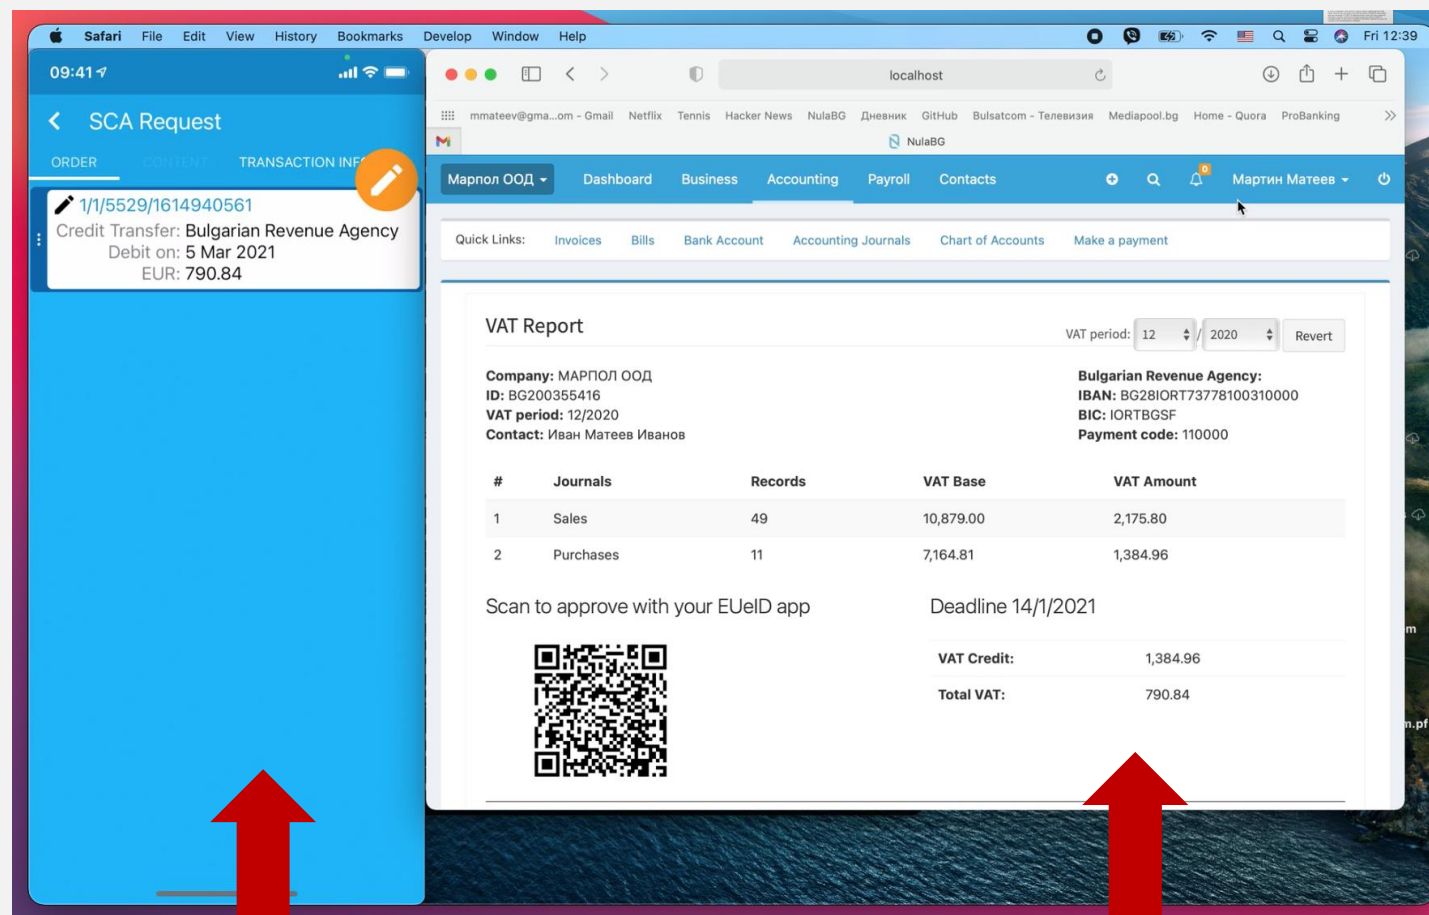 Safari File Edit View History Bookmarks Develop Window Help
Fri 12:39
09:41
SCA Request
ORDER CONTENT TRANSACTION INF
1/1/5529/1614940561
Credit Transfer: Bulgarian Revenue Agency
Debit on: 5 Mar 2021
EUR: 790.84
localhost
mmateev@gma...om - Gmail Netflix Tennis Hacker News NulaBG Дневник GitHub Bulsatcom - Телевизия Mediapool.bg Home - Quora ProBanking
NulaBG
Марпол ООД Dashboard Business Accounting Payroll Contacts 0 Мартин Матеев
Quick Links: Invoices Bills Bank Account Accounting Journals Chart of Accounts Make a payment
VAT Report
VAT period: 12 / 2020 Revert
Company: МАРПОЛ ООД
ID: BG200355416
VAT period: 12/2020
Contact: Иван Матеев Иванов
Bulgarian Revenue Agency:
IBAN: BG28IORT73778100310000
BIC: IORTBGSF
Payment code: 110000
# Journals Records VAT Base VAT Amount
1 Sales 49 10,879.00 2,175.80
2 Purchases 11 7,164.81 1,384.96
Scan to approve with your EUeID app
Deadline 14/1/2021
VAT Credit: 1,384.96
Total VAT: 790.84
m
n.pf